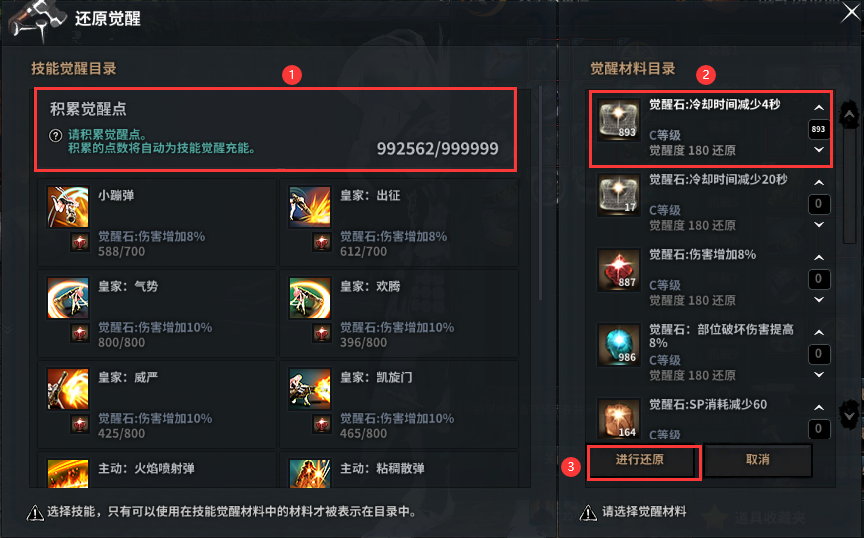 还原觉醒
技能觉醒目录
1
积累觉醒点
请积累觉醒点。
积累的点数将自动为技能觉醒充能。
992562/999999
小蹦弹
觉醒石:伤害增加8%
588/700
皇家：出征
觉醒石:伤害增加8%
612/700
皇家：气势
觉醒石:伤害增加10%
800/800
皇家：欢腾
觉醒石:伤害增加10%
396/800
皇家：威严
觉醒石:伤害增加10%
425/800
皇家：凯旋门
觉醒石:伤害增加10%
465/800
主动：火焰喷射弹
主动：粘稠散弹
选择技能，只有可以使用在技能觉醒材料中的材料才被表示在目录中。
觉醒材料目录
2
觉醒石:冷却时间减少4秒
893
C等级
觉醒度 180 还原
893
觉醒石:冷却时间减少20秒
17
C等级
觉醒度 180 还原
0
觉醒石:伤害增加8%
887
C等级
觉醒度 180 还原
0
觉醒石：部位破坏伤害提高
8%
986
C等级
觉醒度 180 还原
0
觉醒石:SP消耗减少60
164
C等级
0
3
进行还原
取消
请选择觉醒材料
道具收藏夹